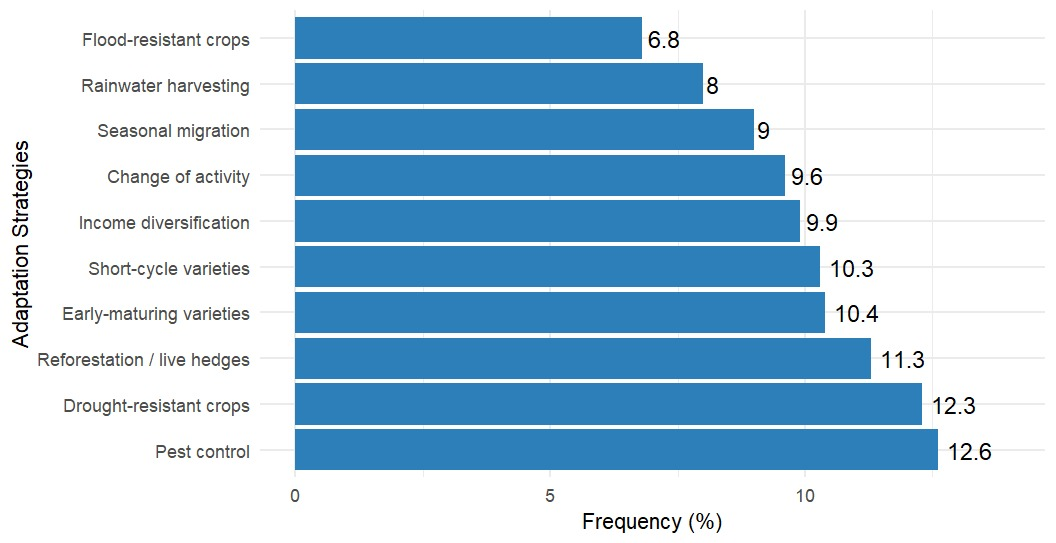 Adaptation Strategies
Flood-resistant crops 6.8
Rainwater harvesting 8
Seasonal migration 9
Change of activity 9.6
Income diversification 9.9
Short-cycle varieties 10.3
Early-maturing varieties 10.4
Reforestation / live hedges 11.3
Drought-resistant crops 12.3
Pest control 12.6
0 5 10
Frequency (%)